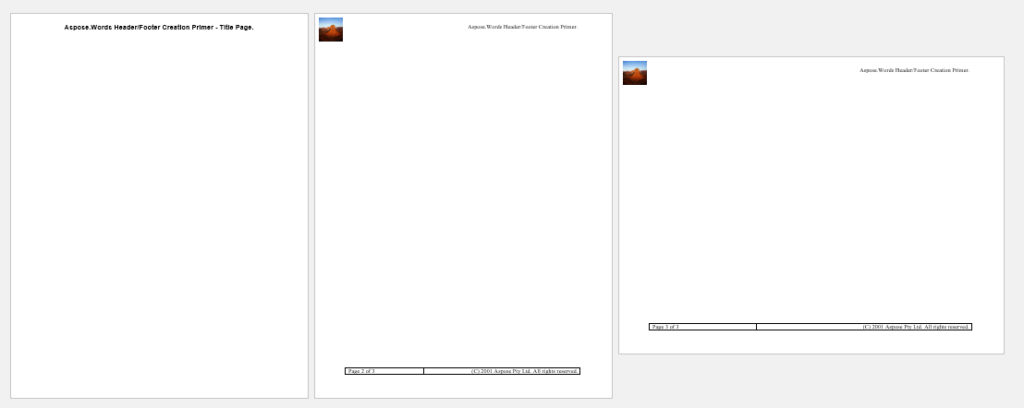 Aspose.Words Header/Footer Creation Primer - Title Page.
Aspose.Words Header/Footer Creation Primer.
Page 2 of 3
(C) 2001 Aspose Pty Ltd. All rights reserved.
Aspose.Words Header/Footer Creation Primer.
Page 3 of 3
(C) 2001 Aspose Pty Ltd. All rights reserved.